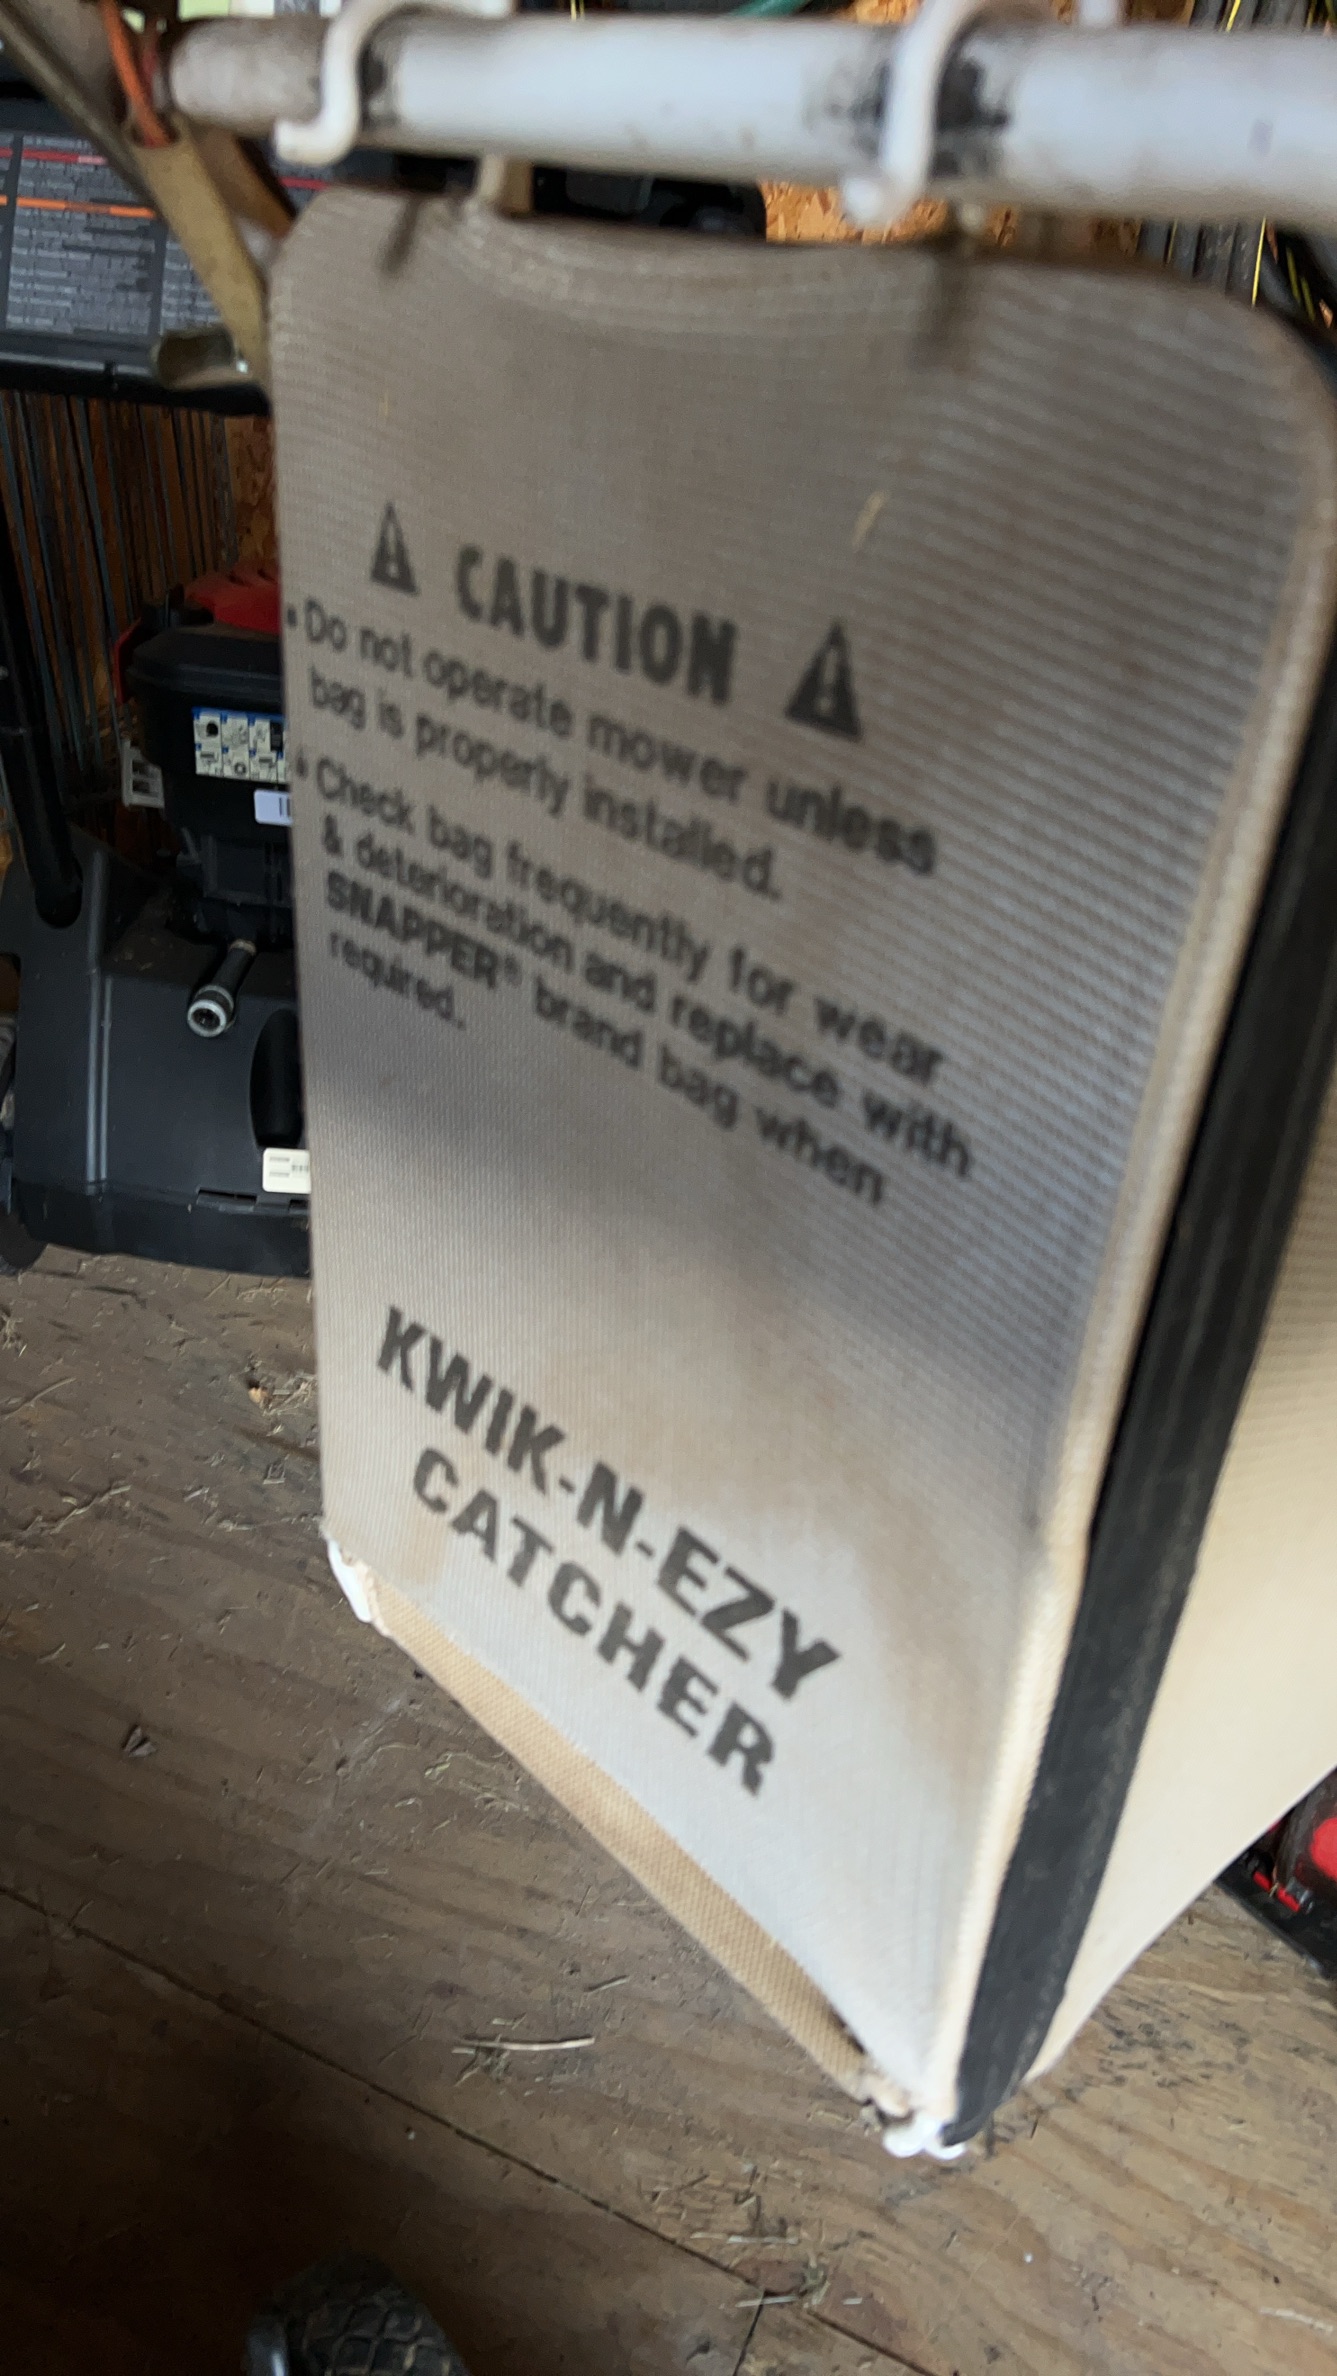 CAUTION
• Do not operate mower unless
bag is properly installed.
• Check bag frequently for wear
& deterioration and replace with
SNAPPER® brand bag when
required.
KWIK-N-EZY
CATCHER